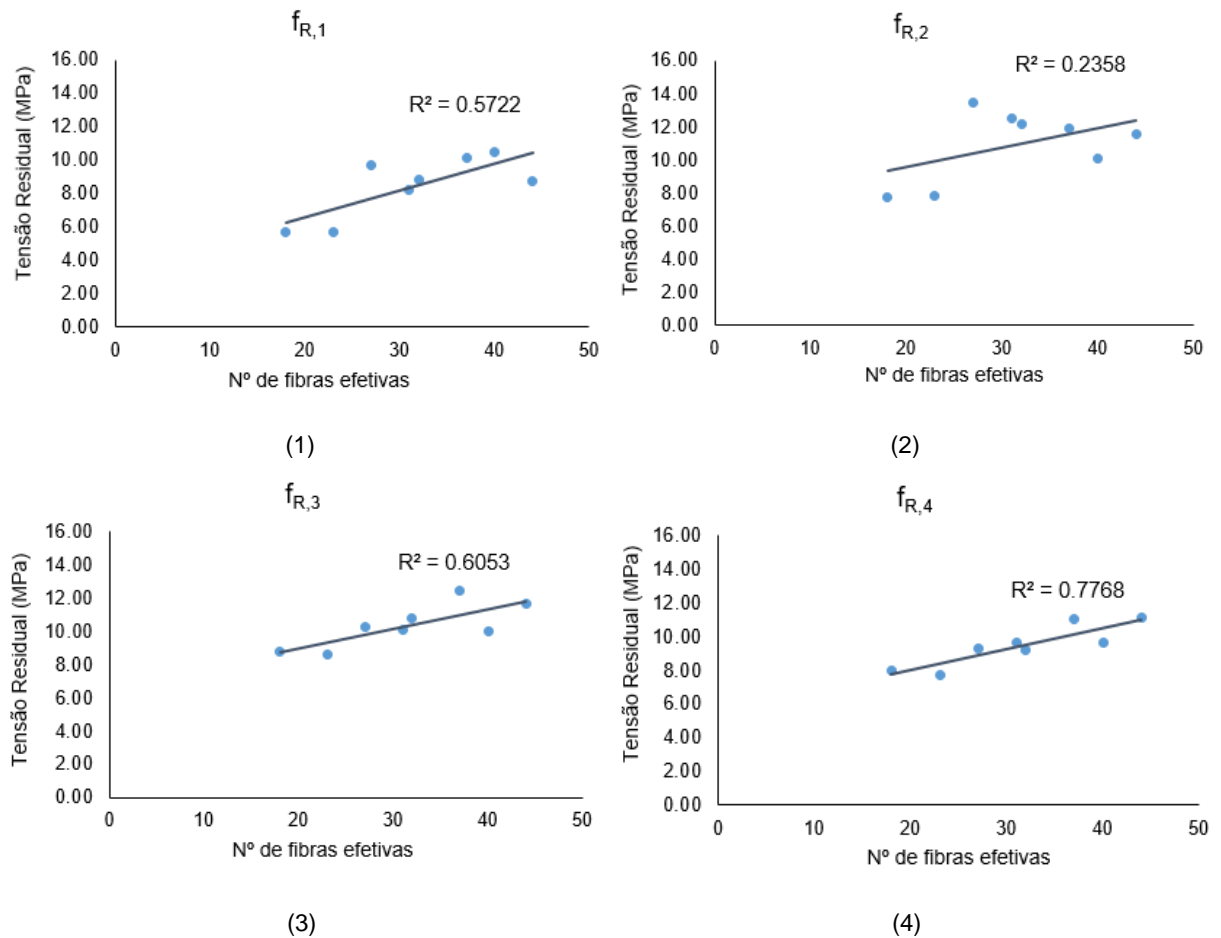 f_R,1
R² = 0.5722
Tensão Residual (MPa)
16.00
14.00
12.00
10.00
8.00
6.00
4.00
2.00
0.00
0 10 20 30 40 50
Nº de fibras efetivas
(1)
f_R,2
R² = 0.2358
Tensão Residual (MPa)
16.00
14.00
12.00
10.00
8.00
6.00
4.00
2.00
0.00
0 10 20 30 40 50
Nº de fibras efetivas
(2)
f_R,3
R² = 0.6053
Tensão Residual (MPa)
16.00
14.00
12.00
10.00
8.00
6.00
4.00
2.00
0.00
0 10 20 30 40 50
Nº de fibras efetivas
(3)
f_R,4
R² = 0.7768
Tensão Residual (MPa)
16.00
14.00
12.00
10.00
8.00
6.00
4.00
2.00
0.00
0 10 20 30 40 50
Nº de fibras efetivas
(4)